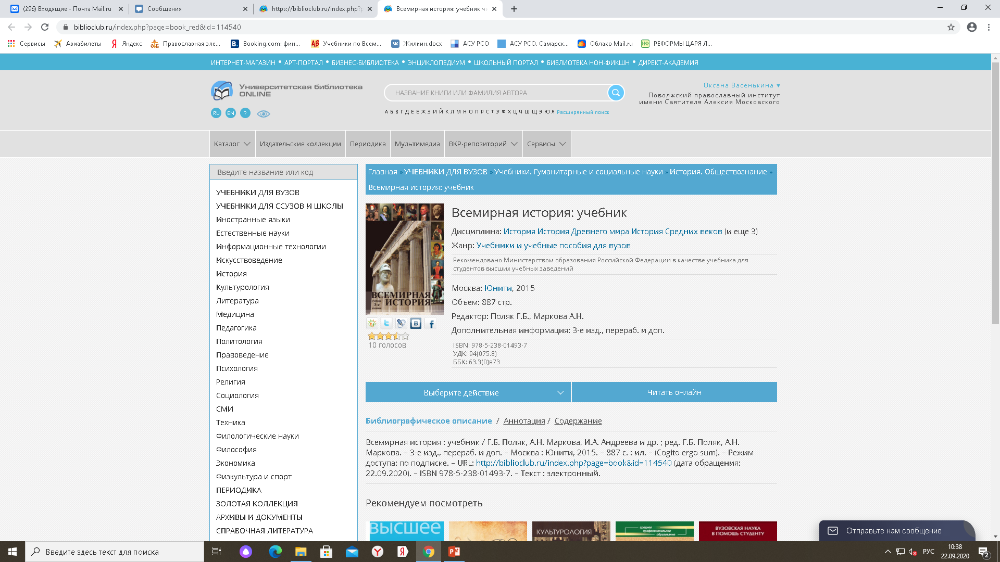 (296) Входящие - Почта Mail.ru
Сообщения
https://biblioclub.ru/index.php?
Всемирная история: учебник
biblioclub.ru/index.php?page=book_red&id=114540
Сервисы
Авиабилеты
Яндекс
Православная эле...
Booking.com: фин...
Учебники по Всем...
Жилкин.docx
АСУ РСО
АСУ РСО. Самарск...
Облако Mail.ru
РЕФОРМЫ ЦАРЯ Л...
ИНТЕРНЕТ-МАГАЗИН • АРТ-ПОРТАЛ • БИЗНЕС-БИБЛИОТЕКА • ЭНЦИКЛОПЕДИУМ • ШКОЛЬНЫЙ ПОРТАЛ • БИБЛИОТЕКА НОН-ФИКШН • ДИРЕКТ-АКАДЕМИЯ
Университетская библиотека
ONLINE
НАЗВАНИЕ КНИГИ ИЛИ ФАМИЛИЯ АВТОРА
Оксана Васенькина
Поволжский православный институт
имени Святителя Алексия Московского
RU EN ?
А Б В Г Д Е Ё Ж З И Й К Л М Н О П Р С Т У Ф Х Ц Ч Ш Щ Э Ю Я Расширенный поиск
Каталог
Издательские коллекции
Периодика
Мультимедиа
ВКР-репозиторий
Сервисы
Введите название или код
УЧЕБНИКИ ДЛЯ ВУЗОВ
УЧЕБНИКИ ДЛЯ ССУЗОВ И ШКОЛЫ
Иностранные языки
Естественные науки
Информационные технологии
Искусствоведение
История
Культурология
Литература
Медицина
Педагогика
Политология
Правоведение
Психология
Религия
Социология
СМИ
Техника
Филологические науки
Философия
Экономика
Физкультура и спорт
ПЕРИОДИКА
ЗОЛОТАЯ КОЛЛЕКЦИЯ
АРХИВЫ И ДОКУМЕНТЫ
СПРАВОЧНАЯ ЛИТЕРАТУРА
Главная » УЧЕБНИКИ ДЛЯ ВУЗОВ » Учебники. Гуманитарные и социальные науки » История. Обществознание »
Всемирная история: учебник
ВСЕМИРНАЯ
ИСТОРИЯ
10 голосов
Всемирная история: учебник
Дисциплина: История История Древнего мира История Средних веков (и еще 3)
Жанр: Учебники и учебные пособия для вузов
Рекомендовано Министерством образования Российской Федерации в качестве учебника для
студентов высших учебных заведений
Москва: Юнити, 2015
Объем: 887 стр.
Редактор: Поляк Г.Б., Маркова А.Н.
Дополнительная информация: 3-е изд., перераб. и доп.
ISBN: 978-5-238-01493-7
УДК: 94(075.8)
ББК: 63.3(0)я73
Выберите действие
Читать онлайн
Библиографическое описание / Аннотация / Содержание
Всемирная история : учебник / Г.Б. Поляк, А.Н. Маркова, И.А. Андреева и др. ; ред. Г.Б. Поляк, А.Н.
Маркова. – 3-е изд., перераб. и доп. – Москва : Юнити, 2015. – 887 с. : ил. – (Cogito ergo sum). – Режим
доступа: по подписке. – URL: http://biblioclub.ru/index.php?page=book&id=114540 (дата обращения:
22.09.2020). – ISBN 978-5-238-01493-7. – Текст : электронный.
Рекомендуем посмотреть
высшее
КУЛЬТУРОЛОГИЯ
среднее
профессиональное
образование
ВУЗОВСКАЯ НАУКА
В ПОМОЩЬ СТУДЕНТУ
Отправьте нам сообщение
Введите здесь текст для поиска
РУС
10:38
22.09.2020
2